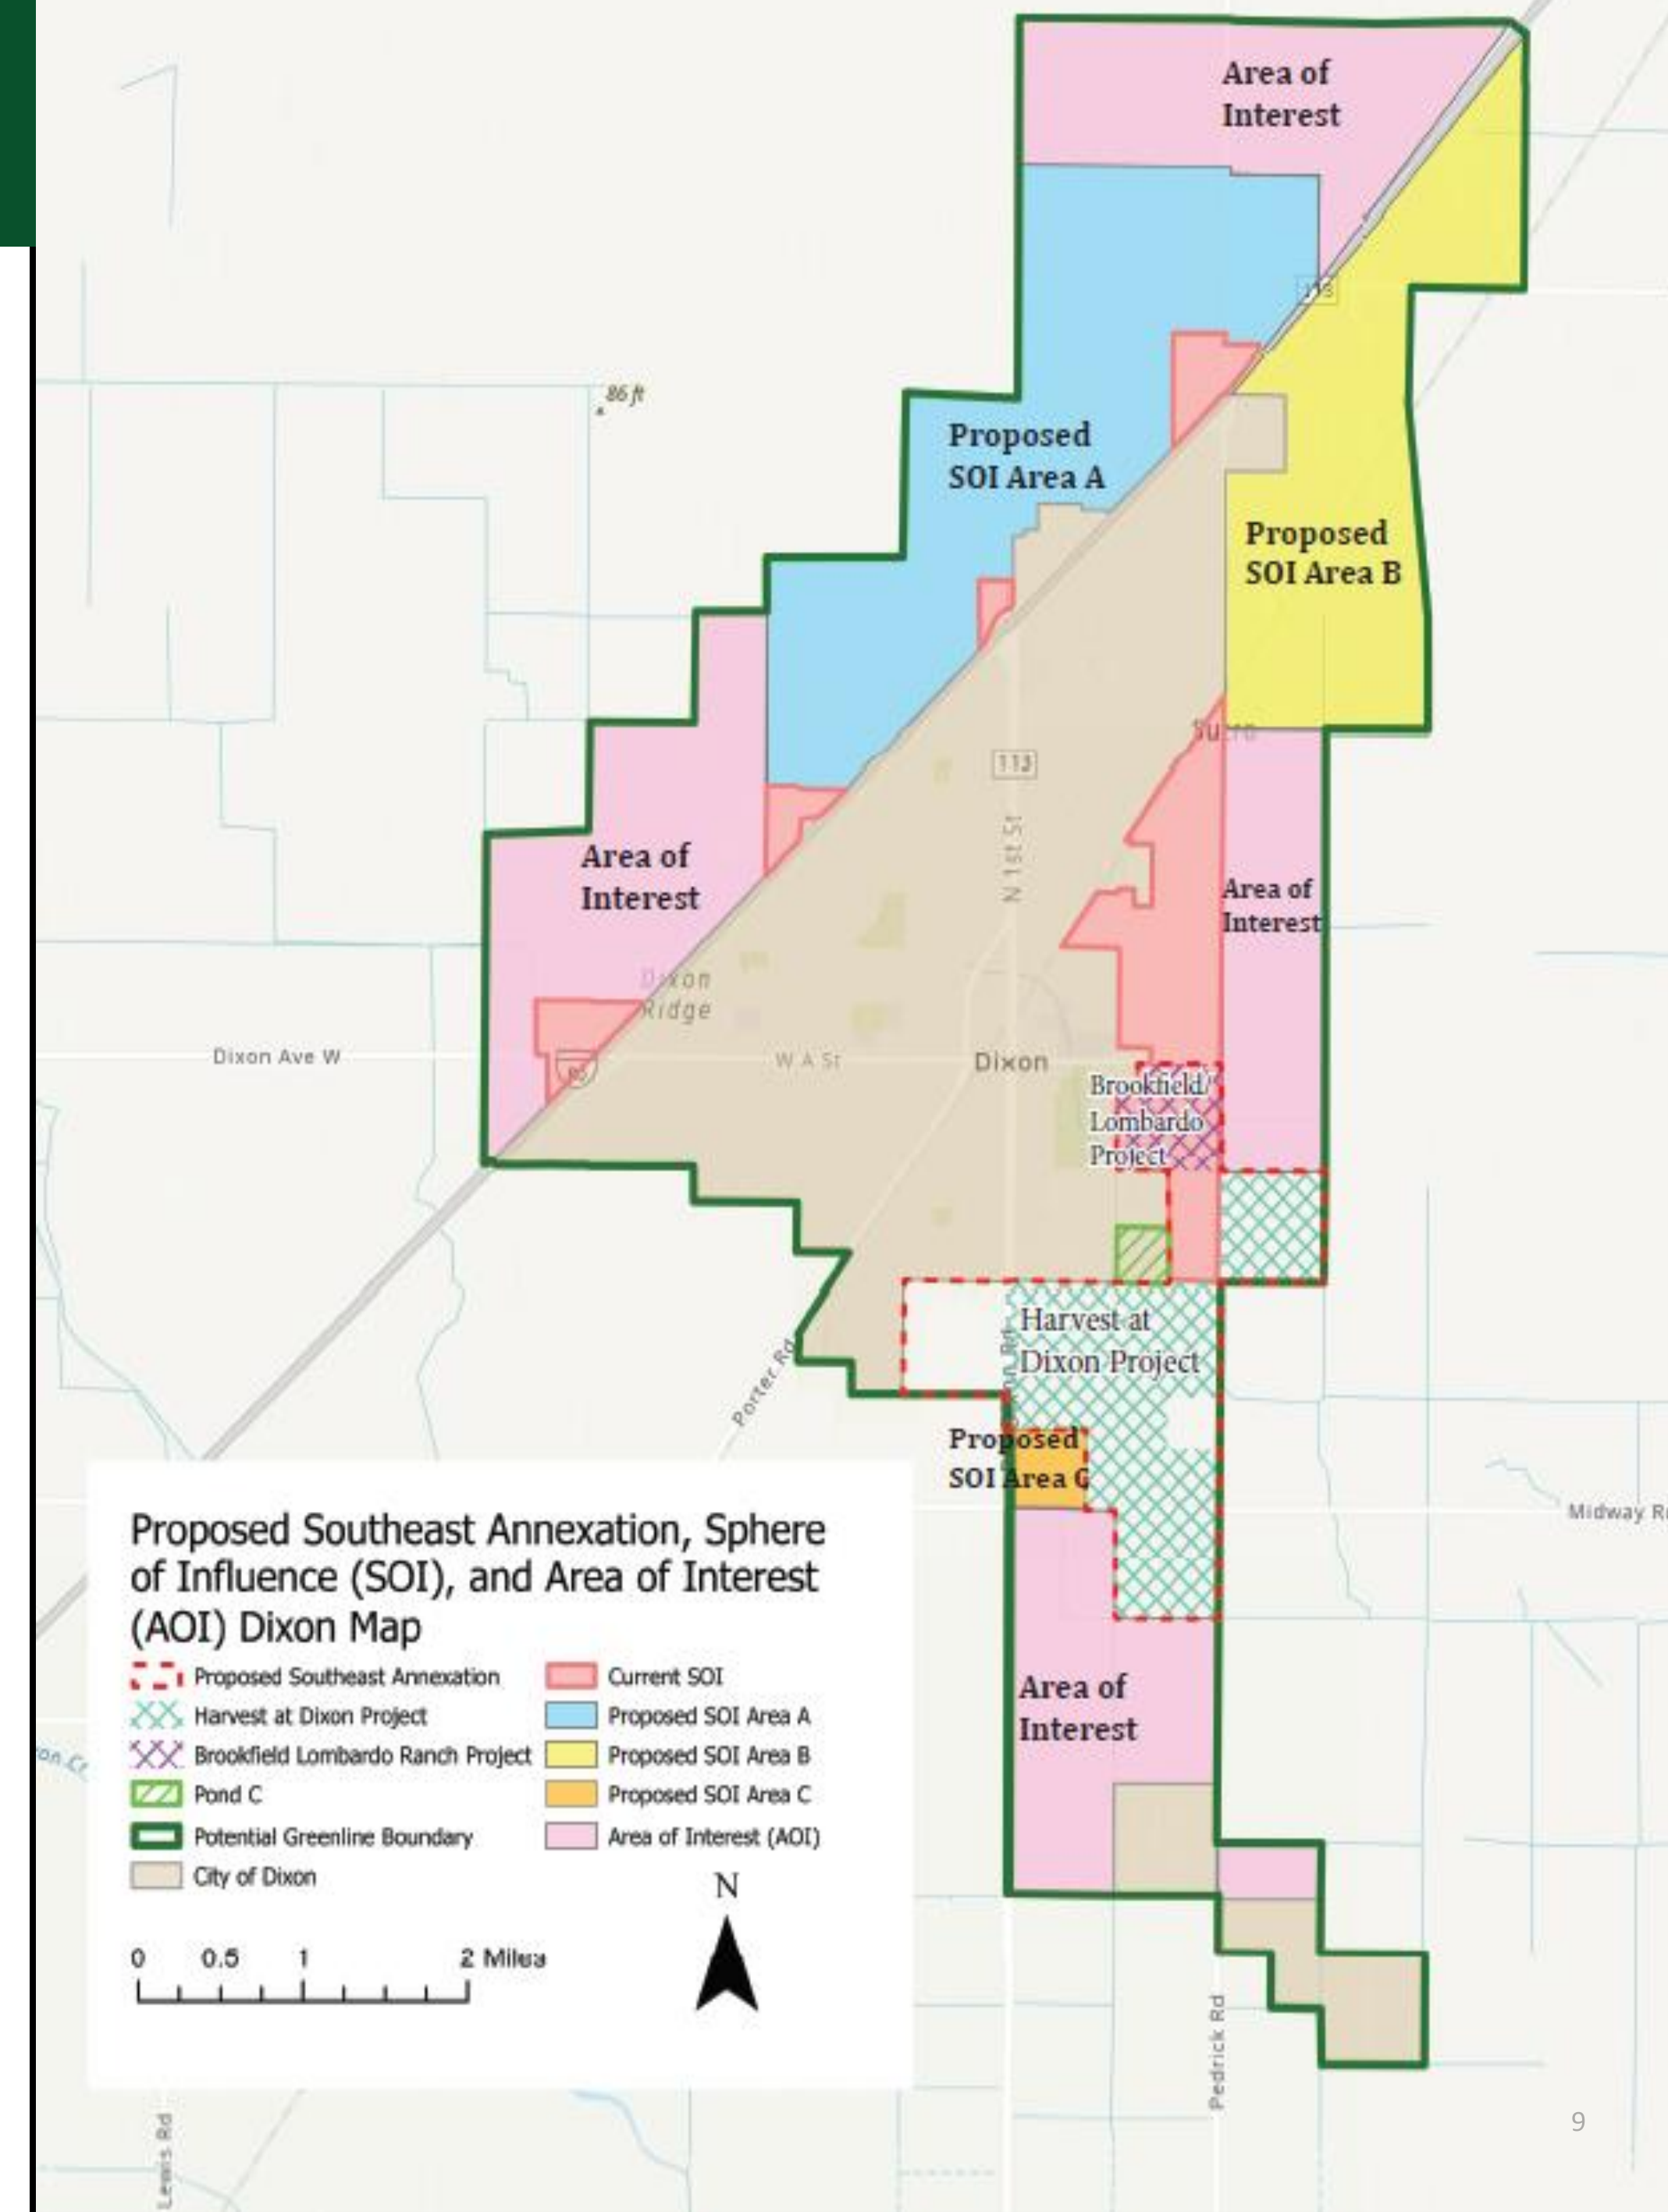 Area of
Interest
113
86 ft
Proposed
SOI Area A
Proposed
SOI Area B
113
N 1st St
Area of
Interest
Area of
Interest
Dixon
Ridge
Dixon Ave W
80
W A St
Dixon
Brookfield/
Lombardo
Project
Harvest at
Dixon Project
Porter Rd
Proposed
SOI Area C
Midway R
Proposed Southeast Annexation, Sphere
of Influence (SOI), and Area of Interest
(AOI) Dixon Map
Proposed Southeast Annexation
Harvest at Dixon Project
Brookfield Lombardo Ranch Project
Pond C
Potential Greenline Boundary
City of Dixon
Current SOI
Proposed SOI Area A
Proposed SOI Area B
Proposed SOI Area C
Area of Interest (AOI)
N
0 0.5 1 2 Miles
Area of
Interest
Pedrick Rd
Lewis Rd
9